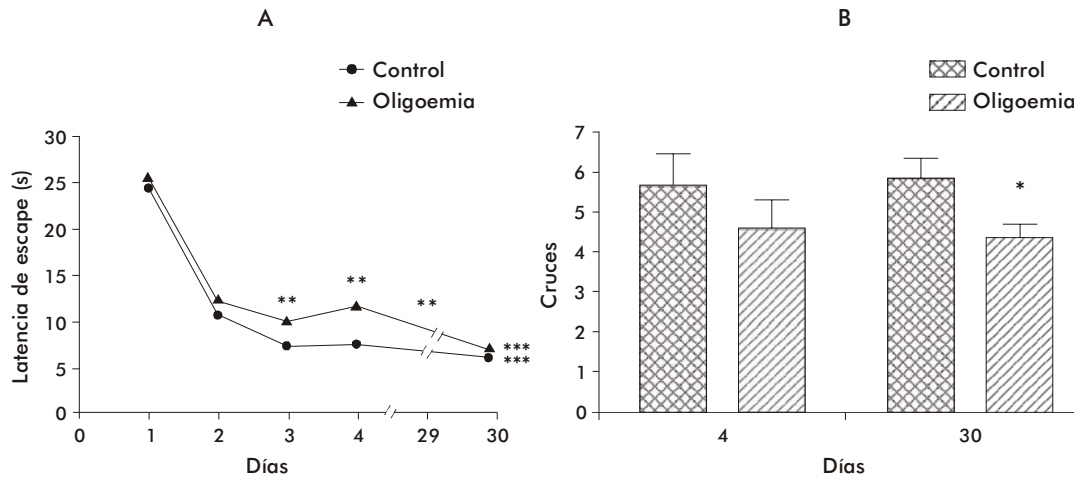 A
Control
Oligoemia
30
25
20
15
10
5
0
Latencia de escape (s)
**
**
**
***
***
0 1 2 3 4 29 30
Días
B
Control
Oligoemia
7
6
5
4
3
2
1
0
Cruces
*
4 30
Días